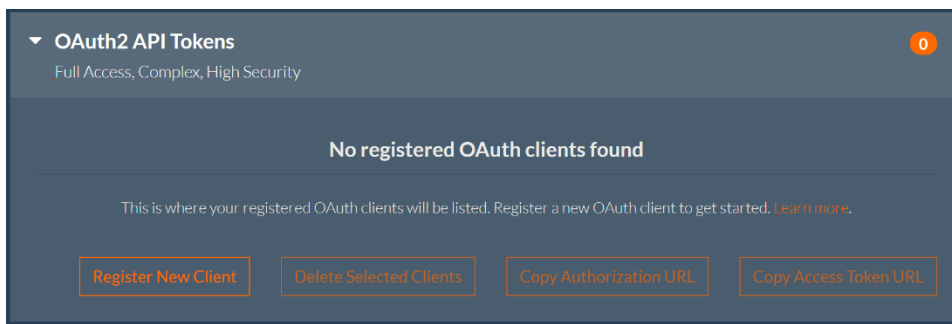 OAuth2 API Tokens
0
Full Access, Complex, High Security
No registered OAuth clients found
This is where your registered OAuth clients will be listed. Register a new OAuth client to get started. Learn more.
Register New Client
Delete Selected Clients
Copy Authorization URL
Copy Access Token URL